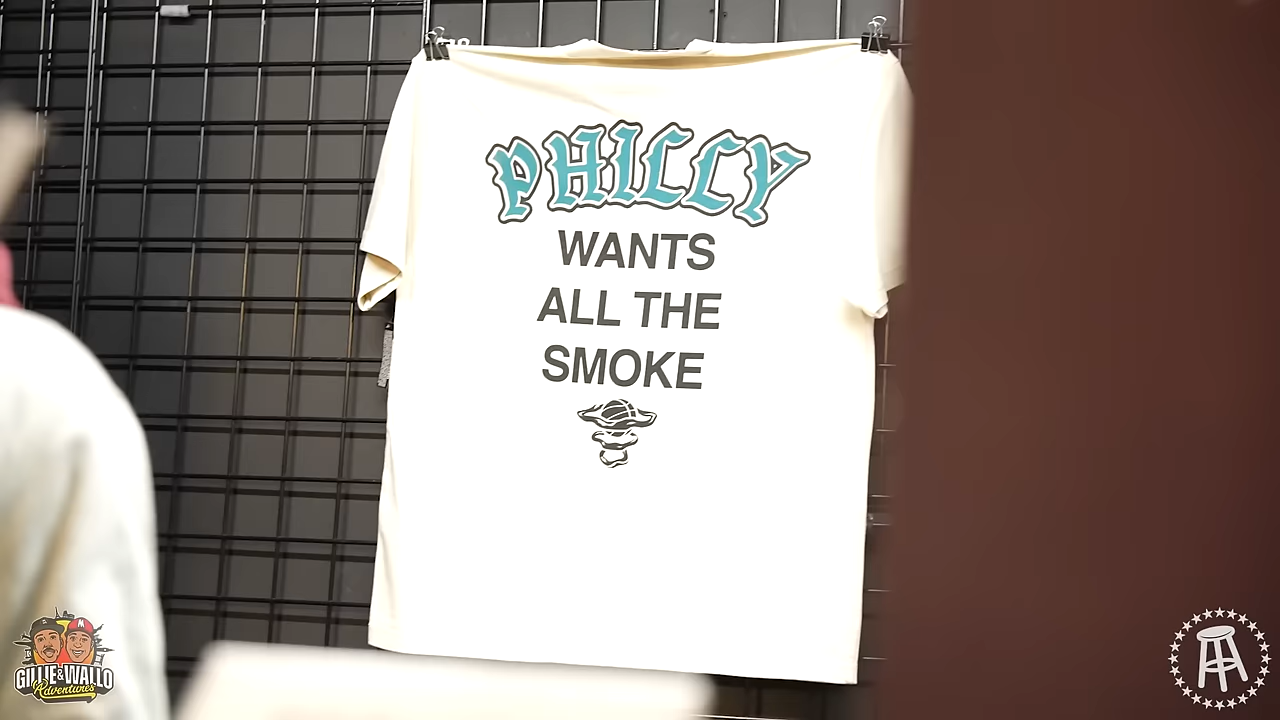 PHILLY
WANTS
ALL THE
SMOKE
GILLIE & WALLO
Adventures